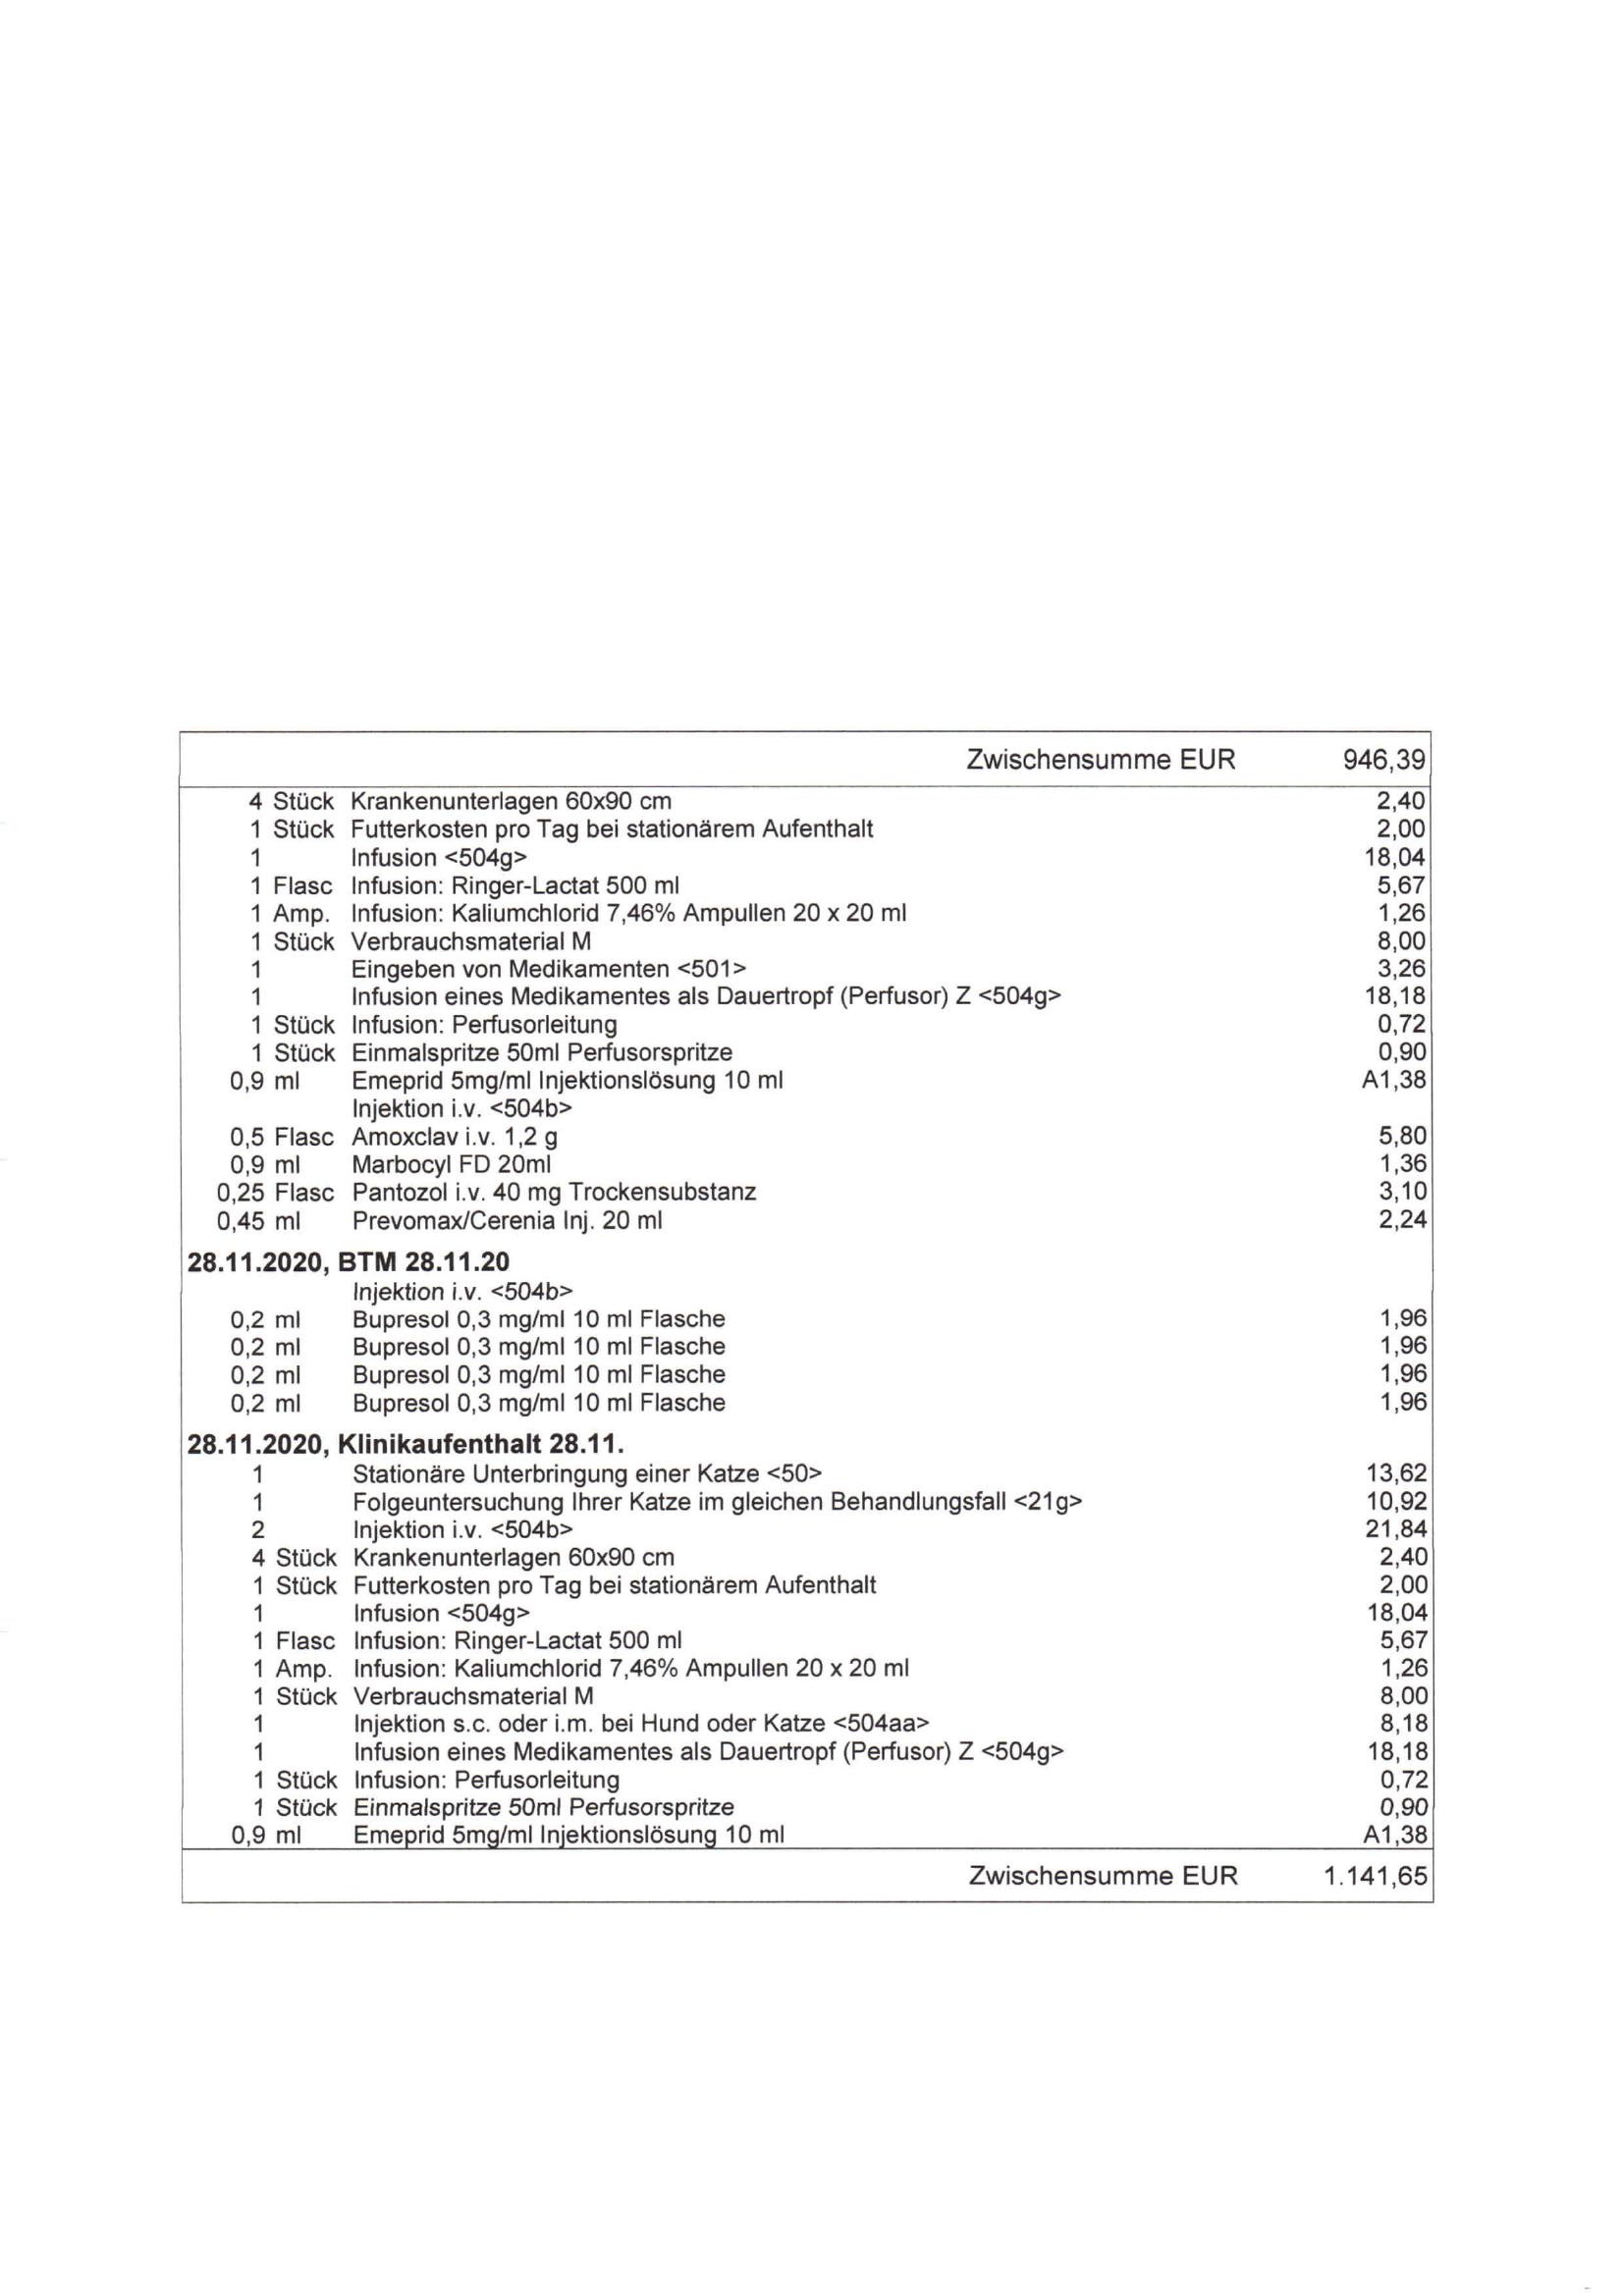 Zwischensumme EUR 946,39
4 Stück Krankenunterlagen 60x90 cm 2,40
1 Stück Futterkosten pro Tag bei stationärem Aufenthalt 2,00
1 Infusion <504g> 18,04
1 Flasc Infusion: Ringer-Lactat 500 ml 5,67
1 Amp. Infusion: Kaliumchlorid 7,46% Ampullen 20 x 20 ml 1,26
1 Stück Verbrauchsmaterial M 8,00
1 Eingeben von Medikamenten <501> 3,26
1 Infusion eines Medikamentes als Dauertropf (Perfusor) Z <504g> 18,18
1 Stück Infusion: Perfusorleitung 0,72
1 Stück Einmalspritze 50ml Perfusorspritze 0,90
0,9 ml Emeprid 5mg/ml Injektionslösung 10 ml A1,38
Injektion i.v. <504b>
0,5 Flasc Amoxclav i.v. 1,2 g 5,80
0,9 ml Marbocyl FD 20ml 1,36
0,25 Flasc Pantozol i.v. 40 mg Trockensubstanz 3,10
0,45 ml Prevomax/Cerenia Inj. 20 ml 2,24
28.11.2020, BTM 28.11.20
Injektion i.v. <504b>
0,2 ml Bupresol 0,3 mg/ml 10 ml Flasche 1,96
0,2 ml Bupresol 0,3 mg/ml 10 ml Flasche 1,96
0,2 ml Bupresol 0,3 mg/ml 10 ml Flasche 1,96
0,2 ml Bupresol 0,3 mg/ml 10 ml Flasche 1,96
28.11.2020, Klinikaufenthalt 28.11.
1 Stationäre Unterbringung einer Katze <50> 13,62
1 Folgeuntersuchung Ihrer Katze im gleichen Behandlungsfall <21g> 10,92
2 Injektion i.v. <504b> 21,84
4 Stück Krankenunterlagen 60x90 cm 2,40
1 Stück Futterkosten pro Tag bei stationärem Aufenthalt 2,00
1 Infusion <504g> 18,04
1 Flasc Infusion: Ringer-Lactat 500 ml 5,67
1 Amp. Infusion: Kaliumchlorid 7,46% Ampullen 20 x 20 ml 1,26
1 Stück Verbrauchsmaterial M 8,00
1 Injektion s.c. oder i.m. bei Hund oder Katze <504aa> 8,18
1 Infusion eines Medikamentes als Dauertropf (Perfusor) Z <504g> 18,18
1 Stück Infusion: Perfusorleitung 0,72
1 Stück Einmalspritze 50ml Perfusorspritze 0,90
0,9 ml Emeprid 5mg/ml Injektionslösung 10 ml A1,38
Zwischensumme EUR 1.141,65